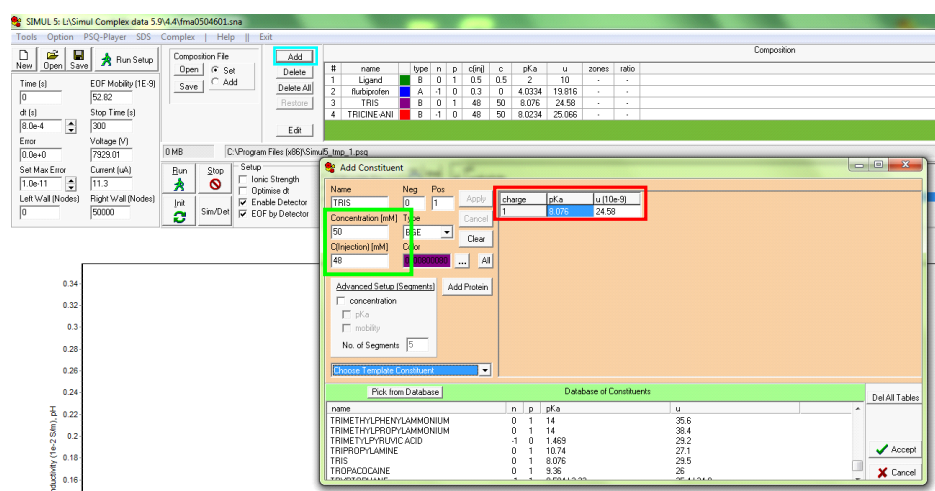 SIMUL 5: L:\Simul Complex data 5.9\4.4\fma0504601.sna
Tools Option PSQ-Player SDS Complex | Help || Exit
New Open Save Run Setup
Composition File
Open Set
Save Add
Add
Delete
Delete All
Restore
Edit
Composition
# name type n p c(inj) c pKa u zones ratio
1 Ligand B 0 1 0.5 0.5 2 10 - -
2 flurbiprofen A -1 0 0.3 0 4.0334 19.816 - -
3 TRIS B 0 1 48 50 8.076 24.58 - -
4 TRICINE-ANI B -1 0 48 50 8.0234 25.066 - -
Time (s) EOF Mobility (1E-9)
0 52.82
dt (s) Stop Time (s)
8.0e-4 300
Error Voltage (V)
0.0e+0 7929.01
Set Max Error Current (uA)
1.0e-11 11.3
Left Wall (Nodes) Right Wall (Nodes)
0 50000
0 MB C:\Program Files (x86)\Simul5_tmp_1.psq
Run Stop
Init Sim/Det
Setup
Ionic Strength
Optimise dt
Enable Detector
EOF by Detector
Add Constituent
Name Neg Pos
TRIS 0 1 Apply
Concentration [mM] Type Cancel
50 BGE Clear
C(Injection) [mM] Color
48 ... All
charge pKa u (10e-9)
1 8.076 24.58
Advanced Setup (Segments) Add Protein
concentration
pKa
mobility
No. of Segments 5
Choose Template Constituent
Pick from Database Database of Constituents
Del All Tables
name n p pKa u
TRIMETHYLPHENYLAMMONIUM 0 1 14 35.6
TRIMETHYLPROPYLAMMONIUM 0 1 14 38.4
TRIMETYLPYRUVIC ACID -1 0 1.469 29.2
TRIPROPYLAMINE 0 1 10.74 27.1
TRIS 0 1 8.076 29.5
TROPACOCAINE 0 1 9.36 26
Accept
Cancel
0.34
0.32
0.3
0.28
0.26
0.24
0.22
0.2
0.18
0.16
(1e-2 S/m), pH